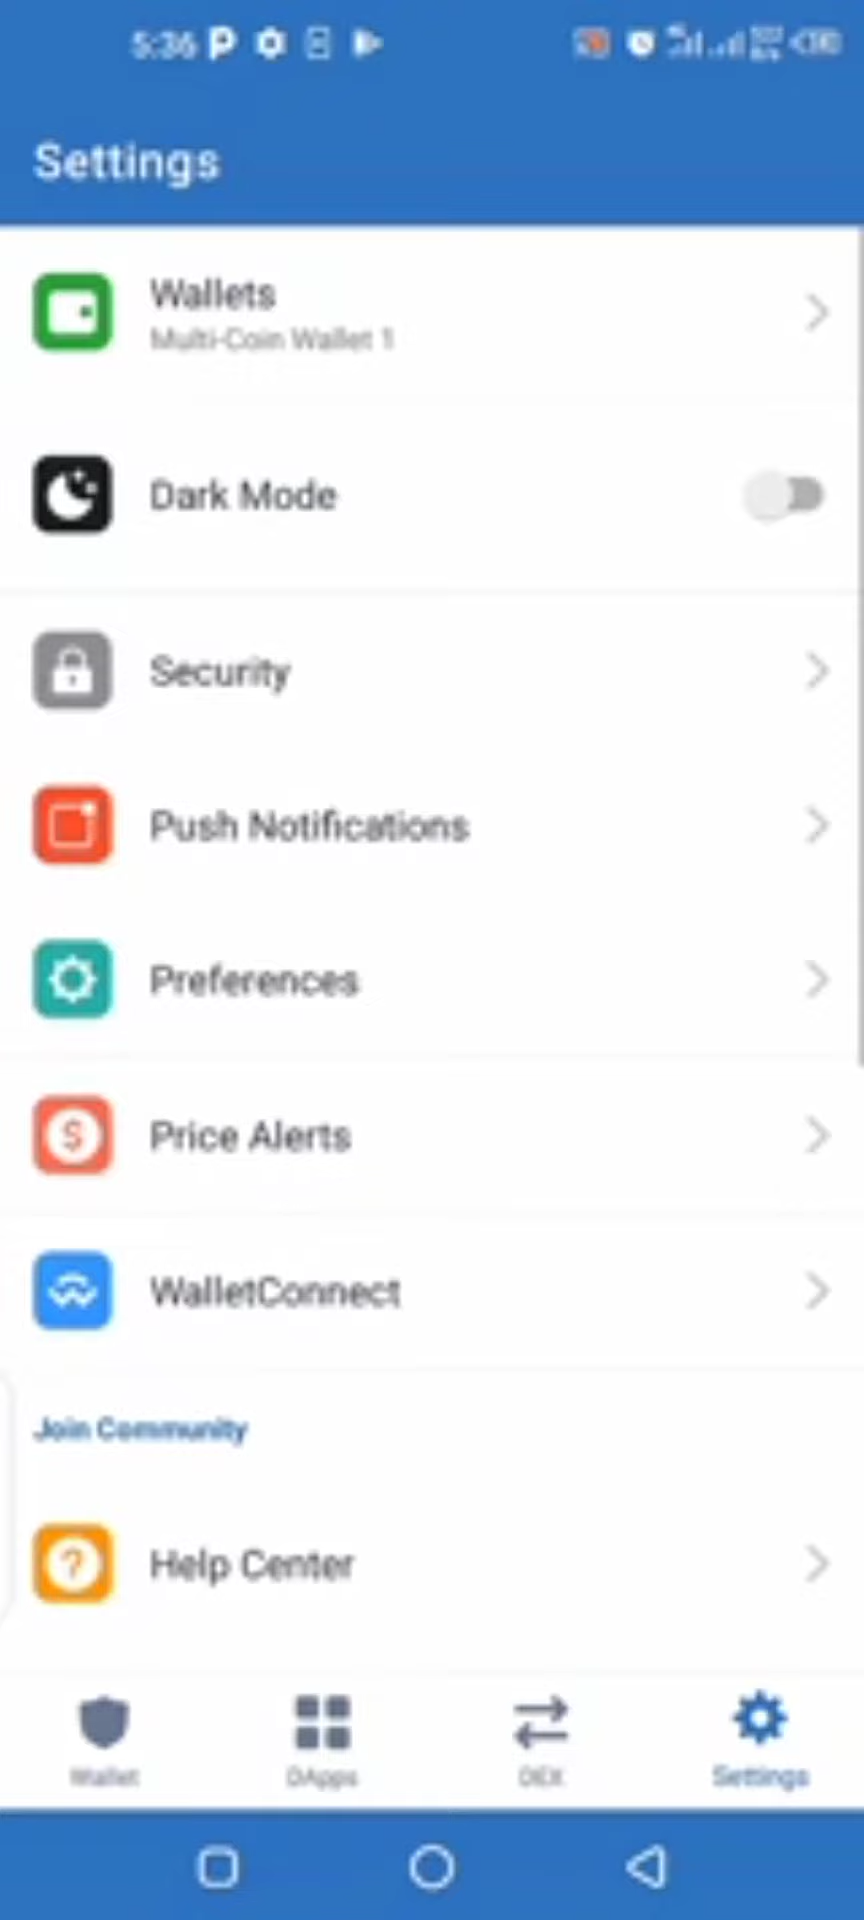 5:36
Settings
Wallets
Multi-Coin Wallet 1
Dark Mode
Security
Push Notifications
Preferences
Price Alerts
WalletConnect
Join Community
Help Center
Wallet
DApps
DEX
Settings